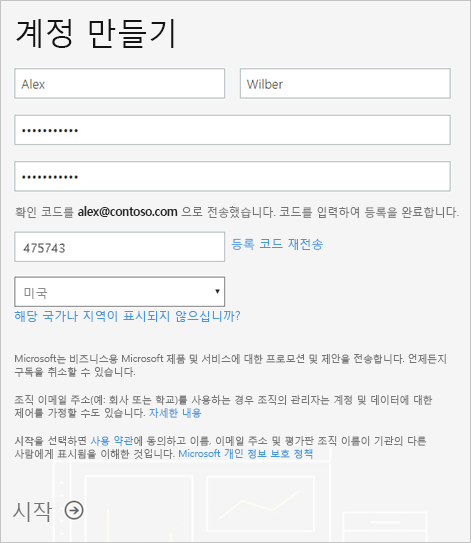 계정 만들기
Alex Wilber
•••••••••••
•••••••••••
확인 코드를 alex@contoso.com 으로 전송했습니다. 코드를 입력하여 등록을 완료합니다.
475743 등록 코드 재전송
미국
해당 국가나 지역이 표시되지 않으십니까?
Microsoft는 비즈니스용 Microsoft 제품 및 서비스에 대한 프로모션 및 제안을 전송합니다. 언제든지
구독을 취소할 수 있습니다.
조직 이메일 주소(예: 회사 또는 학교)를 사용하는 경우 조직의 관리자는 계정 및 데이터에 대한
제어를 가정할 수도 있습니다. 자세한 내용
시작을 선택하면 사용 약관에 동의하고 이름, 이메일 주소 및 평가판 조직 이름이 기관의 다른
사람에게 표시됨을 이해한 것입니다. Microsoft 개인 정보 보호 정책
시작